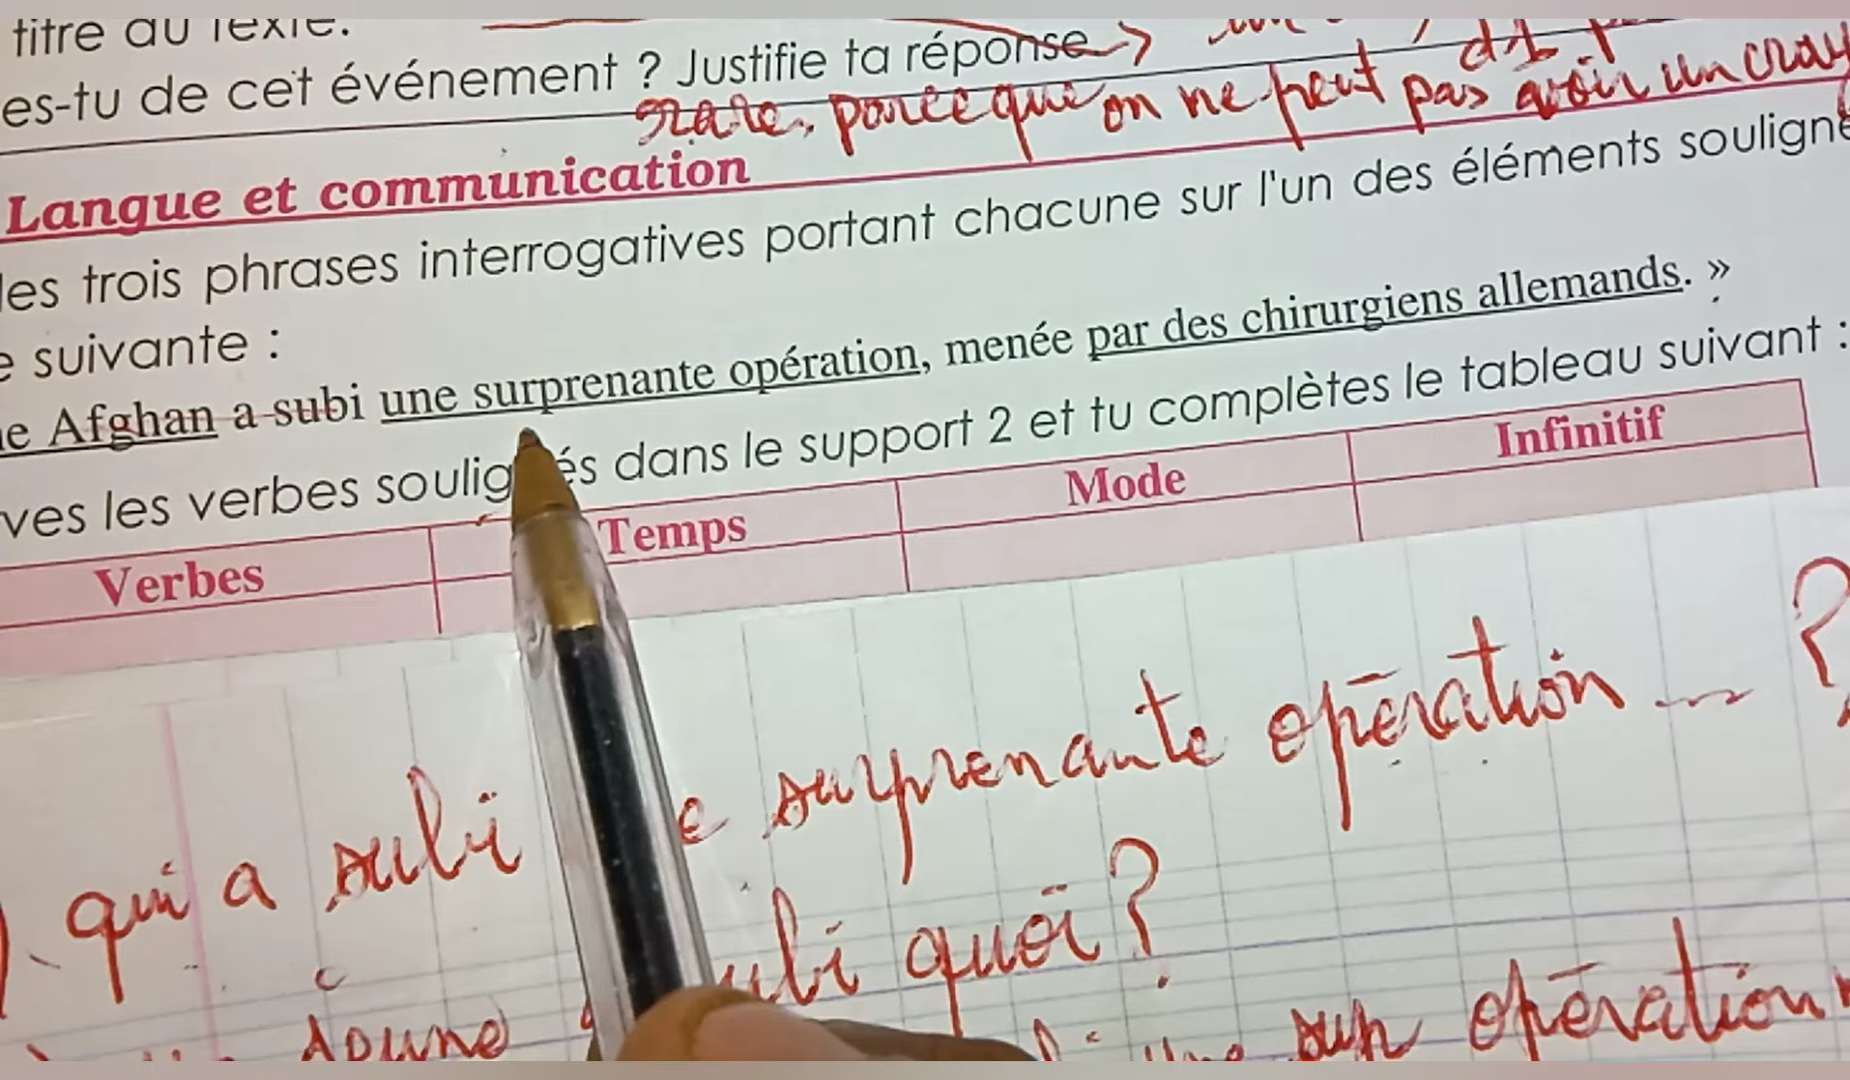 titre du texte.
es-tu de cet événement ? Justifie ta réponse
rare, parce que on ne peut pas avoir un cray
Langue et communication
les trois phrases interrogatives portant chacune sur l'un des éléments souligné
e suivante :
e Afghan a subi une surprenante opération, menée par des chirurgiens allemands. »
ves les verbes soulig és dans le support 2 et tu complètes le tableau suivant :
Verbes Temps Mode Infinitif
qui a subi e surprenante opération ... ?
ubi quoi?
opération